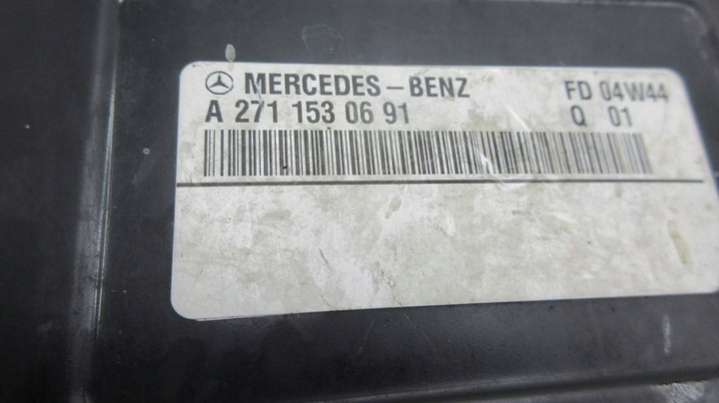 MERCEDES-BENZ FD 04W44
A 271 153 06 91 Q 01